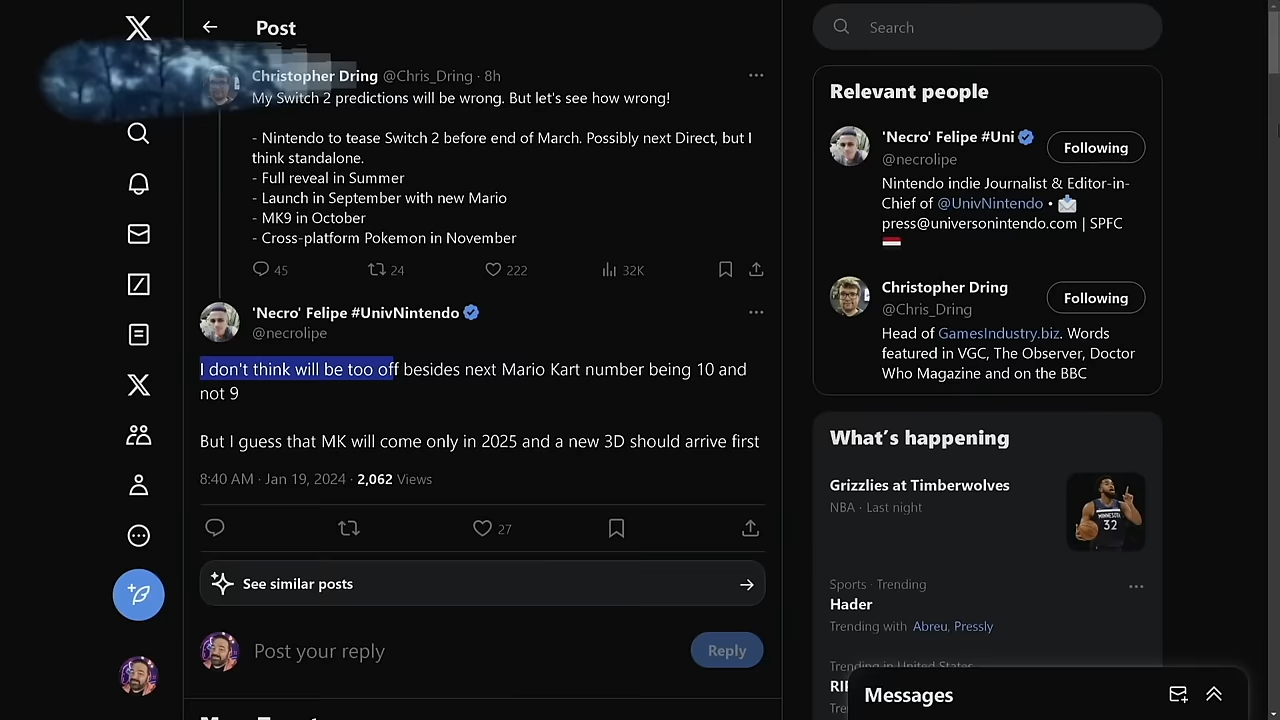 Post
Christopher Dring @Chris_Dring · 8h
My Switch 2 predictions will be wrong. But let's see how wrong!
- Nintendo to tease Switch 2 before end of March. Possibly next Direct, but I
think standalone.
- Full reveal in Summer
- Launch in September with new Mario
- MK9 in October
- Cross-platform Pokemon in November
45 24 222 32K
'Necro' Felipe #UnivNintendo
@necrolipe
I don't think will be too off besides next Mario Kart number being 10 and
not 9
But I guess that MK will come only in 2025 and a new 3D should arrive first
8:40 AM · Jan 19, 2024 · 2,062 Views
27
See similar posts
Post your reply
Reply
Search
Relevant people
'Necro' Felipe #Uni
Following
@necrolipe
Nintendo indie Journalist & Editor-in-
Chief of @UnivNintendo •
press@universonintendo.com | SPFC
Christopher Dring
Following
@Chris_Dring
Head of GamesIndustry.biz. Words
featured in VGC, The Observer, Doctor
Who Magazine and on the BBC
What's happening
Grizzlies at Timberwolves
NBA · Last night
MINNESOTA
32
Sports · Trending
Hader
Trending with Abreu, Pressly
Trending in United States
Messages